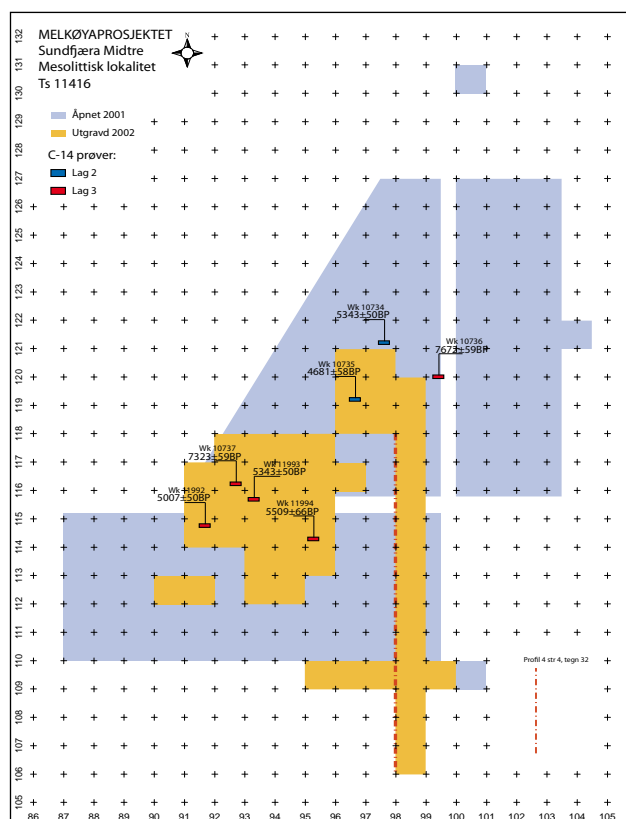 MELKØYAPROSJEKTET
Sundfjæra Midtre
Mesolittisk lokalitet
Ts 11416
N
Åpnet 2001
Utgravd 2002
C-14 prøver:
Lag 2
Lag 3
132
131
130
129
128
127
126
125
124
123
122
121
120
119
118
117
116
115
114
113
112
111
110
109
108
107
106
105
Wk 10734
5343±50BP
Wk 10736
7673±59BP
Wk 10735
4681±58BP
Wk 10737
7323±59BP
Wk 11993
5343±50BP
Wk 11992
5007±50BP
Wk 11994
5509±66BP
Profil 4 str 4, tegn 32
86 87 88 89 90 91 92 93 94 95 96 97 98 99 100 101 102 103 104 105